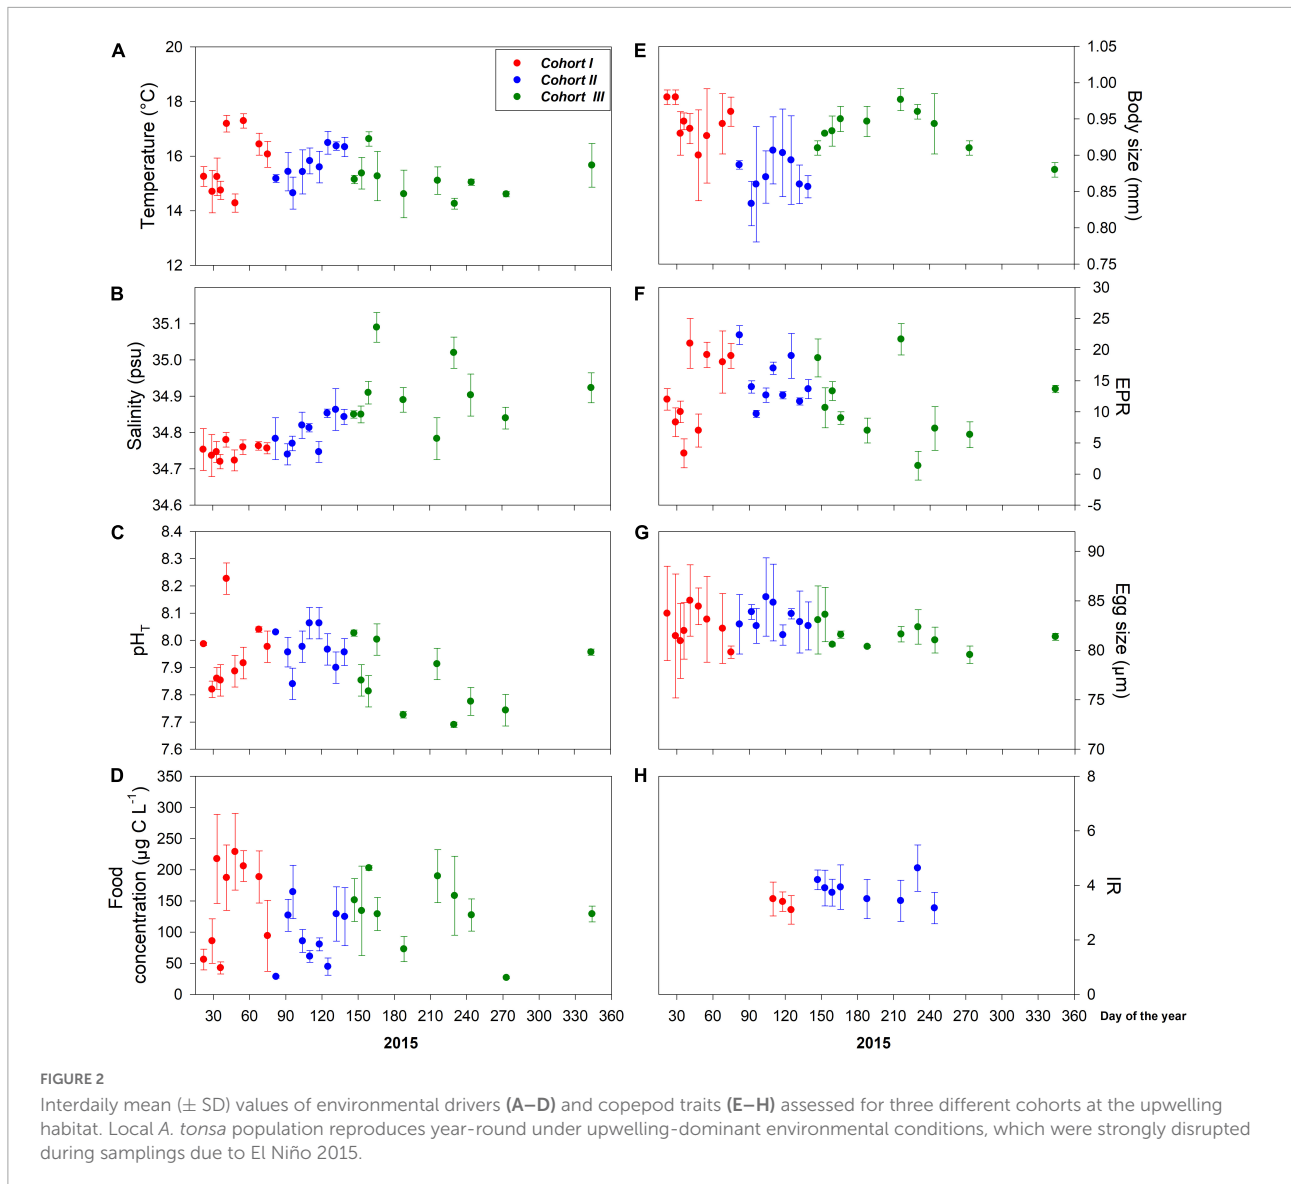 A
20
18
16
14
12
Temperature (°C)
Cohort I
Cohort II
Cohort III
E
1.05
1.00
0.95
0.90
0.85
0.80
0.75
Body size (mm)
B
35.1
35.0
34.9
34.8
34.7
34.6
Salinity (psu)
F
30
25
20
15
10
5
0
-5
EPR
C
8.4
8.3
8.2
8.1
8.0
7.9
7.8
7.7
7.6
pHT
G
90
85
80
75
70
Egg size (µm)
D
350
300
250
200
150
100
50
0
Food
concentration (µg C L-1)
30 60 90 120 150 180 210 240 270 300 330 360
2015
H
8
6
4
2
0
IR
30 60 90 120 150 180 210 240 270 300 330 360
Day of the year
2015
FIGURE 2
Interdaily mean (± SD) values of environmental drivers (A–D) and copepod traits (E–H) assessed for three different cohorts at the upwelling
habitat. Local A. tonsa population reproduces year-round under upwelling-dominant environmental conditions, which were strongly disrupted
during samplings due to El Niño 2015.